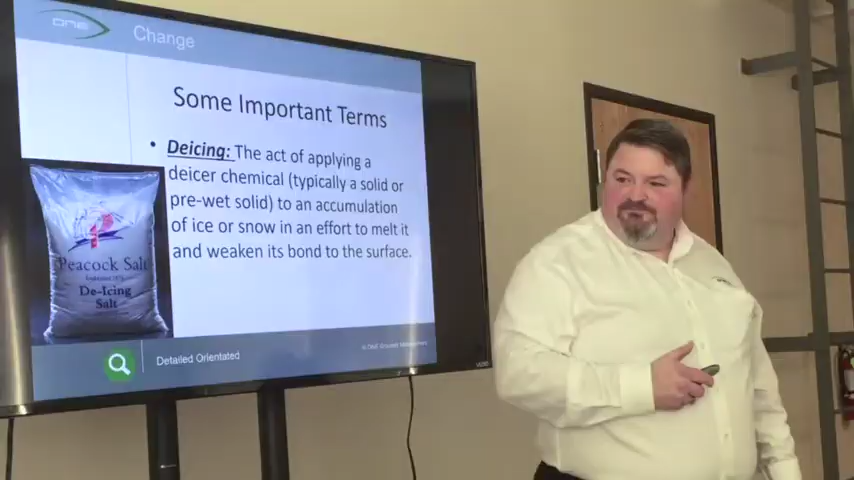 ONE
Change
Some Important Terms
• Deicing: The act of applying a
deicer chemical (typically a solid or
pre-wet solid) to an accumulation
of ice or snow in an effort to melt it
and weaken its bond to the surface.
Peacock Salt
De-Icing
Salt
Detailed Orientated